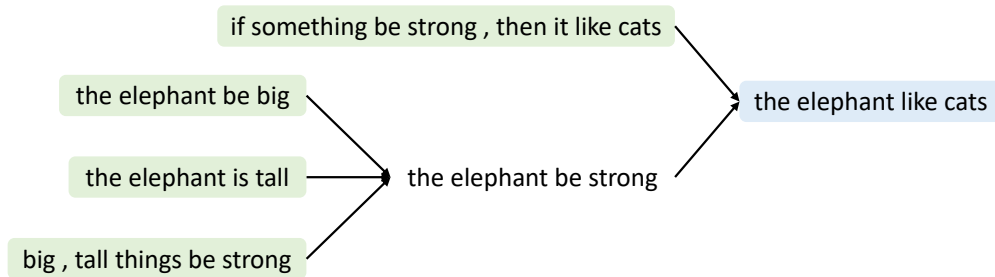 if something be strong , then it like cats
the elephant be big
the elephant like cats
the elephant is tall
the elephant be strong
big , tall things be strong